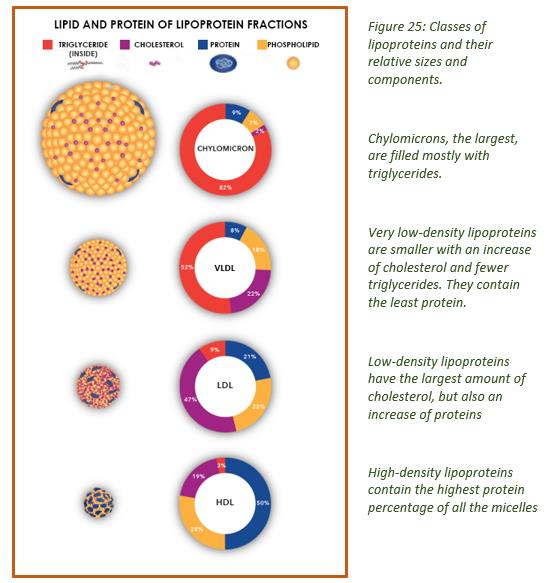 LIPID AND PROTEIN OF LIPOPROTEIN FRACTIONS
TRIGLYCERIDE
(INSIDE)
CHOLESTEROL
PROTEIN
PHOSPHOLIPID
9%
7%
2%
CHYLOMICRON
82%
8%
18%
52%
VLDL
22%
9%
21%
LDL
47%
23%
3%
19%
HDL
50%
28%
Figure 25: Classes of
lipoproteins and their
relative sizes and
components.
Chylomicrons, the largest,
are filled mostly with
triglycerides.
Very low-density lipoproteins
are smaller with an increase
of cholesterol and fewer
triglycerides. They contain
the least protein.
Low-density lipoproteins
have the largest amount of
cholesterol, but also an
increase of proteins
High-density lipoproteins
contain the highest protein
percentage of all the micelles